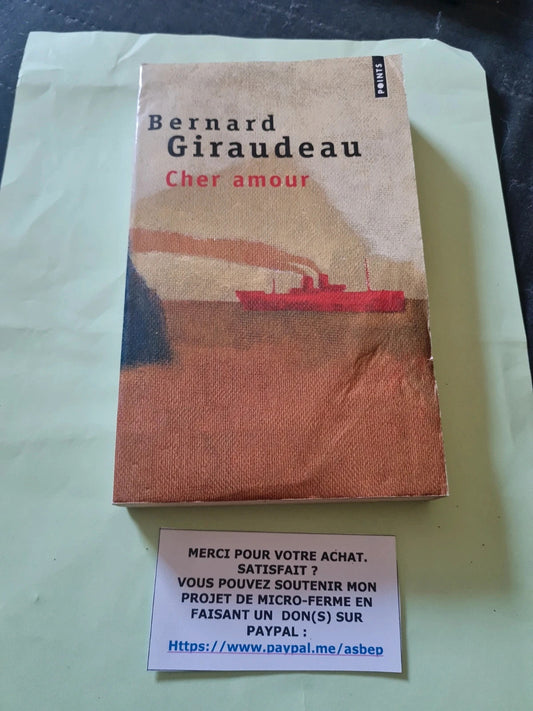 POINTS
Bernard
Giraudeau
Cher amour
MERCI POUR VOTRE ACHAT.
SATISFAIT ?
VOUS POUVEZ SOUTENIR MON
PROJET DE MICRO-FERME EN
FAISANT UN  DON(S) SUR
PAYPAL :
Https://www.paypal.me/asbep